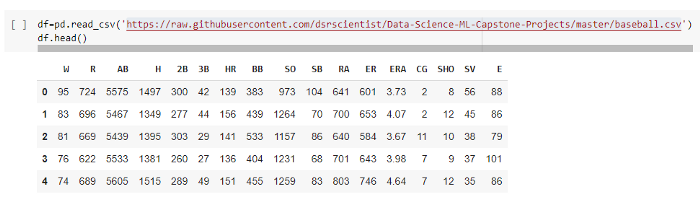 [ ] df=pd.read_csv('https://raw.githubusercontent.com/dsrscientist/Data-Science-ML-Capstone-Projects/master/baseball.csv')
df.head()
W R AB H 2B 3B HR BB SO SB RA ER ERA CG SHO SV E
0 95 724 5575 1497 300 42 139 383 973 104 641 601 3.73 2 8 56 88
1 83 696 5467 1349 277 44 156 439 1264 70 700 653 4.07 2 12 45 86
2 81 669 5439 1395 303 29 141 533 1157 86 640 584 3.67 11 10 38 79
3 76 622 5533 1381 260 27 136 404 1231 68 701 643 3.98 7 9 37 101
4 74 689 5605 1515 289 49 151 455 1259 83 803 746 4.64 7 12 35 86